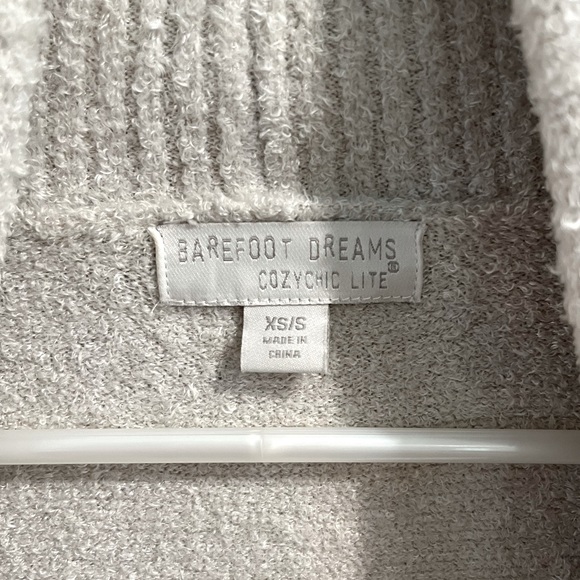 BAREFOOT DREAMS
COZYCHIC LITE®
XS/S
MADE IN
CHINA